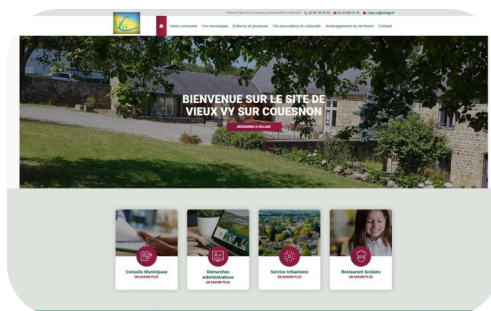 Votre commune Vie municipale Enfance et jeunesse Vie associative et culturelle Aménagement du territoire Contact
BIENVENUE SUR LE SITE DE
VIEUX VY SUR COUESNON
DÉCOUVRIR LE VILLAGE
Conseils Municipaux
EN SAVOIR PLUS
Démarches
Administratives
EN SAVOIR PLUS
Service Urbanisme
EN SAVOIR PLUS
Restaurant Scolaire
EN SAVOIR PLUS